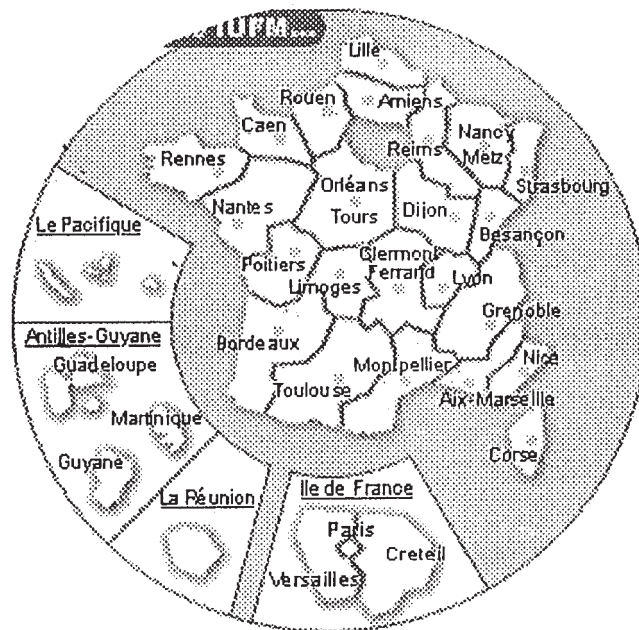 IUFM...
Lille
Rouen
Amiens
Caen
Nancy
Metz
Reims
Rennes
Strasbourg
Orléans
Tours
Nantes
Dijon
Besançon
Le Pacifique
Poitiers
Clermont
Ferrand
Lyon
Limoges
Grenoble
Antilles-Guyane
Bordeaux
Guadeloupe
Nice
Montpellier
Toulouse
Aix-Marseille
Martinique
Corse
Guyane
La Réunion
Ile de France
Paris
Creteil
Versailles